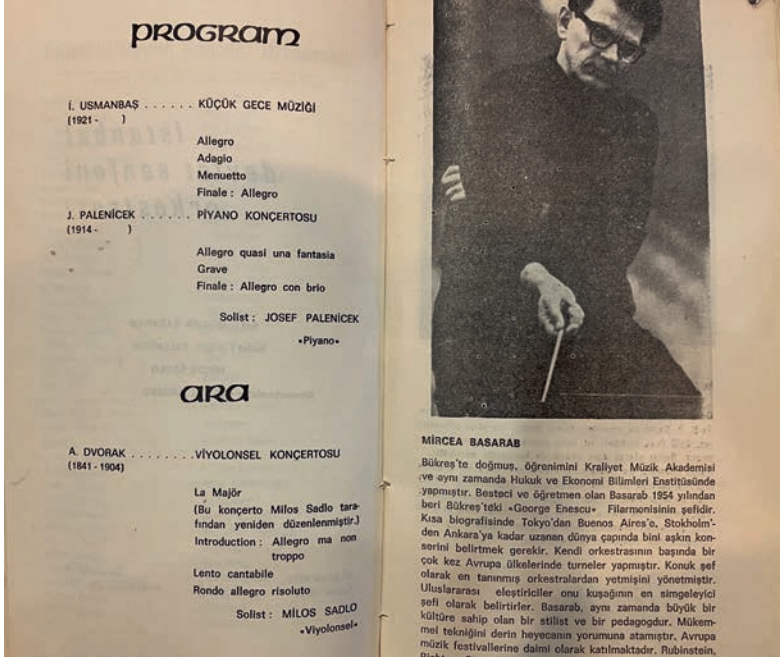 PROGRAM
İ. USMANBAŞ . . . . . . KÜÇÜK GECE MÜZİĞİ
(1921 - )
Allegro
Adagio
Menuetto
Finale : Allegro
J. PALENİCEK . . . . . . PİYANO KONÇERTOSU
(1914 - )
Allegro quasi una fantasia
Grave
Finale : Allegro con brio
Solist : JOSEF PALENİCEK
«Piyano»
ARA
A. DVORAK . . . . . . . . VİYOLONSEL KONÇERTOSU
(1841 - 1904)
La Majör
(Bu konçerto Milos Sadlo tara-
fından yeniden düzenlenmiştir.)
Introduction : Allegro ma non
troppo
Lento cantabile
Rondo allegro risoluto
Solist : MİLOS SADLO
«Viyolonsel»
MİRCEA BASARAB
Bükreş'te doğmuş, öğrenimini Kraliyet Müzik Akademisi
ve aynı zamanda Hukuk ve Ekonomi Bilimleri Enstitüsünde
yapmıştır. Besteci ve öğretmen olan Basarab 1954 yılından
beri Bükreş'teki «George Enescu» Filarmonisinin şefidir.
Kısa biografisinde Tokyo'dan Buenos Aires'e, Stokholm'-
den Ankara'ya kadar uzanan dünya çapında bini aşkın kon-
serini belirtmek gerekir. Kendi orkestrasının başında bir
çok kez Avrupa ülkelerinde turneler yapmıştır. Konuk şef
olarak en tanınmış orkestralardan yetmişini yönetmiştir.
Uluslararası eleştiriciler onu kuşağının en simgeleyici
şefi olarak belirtirler. Basarab, aynı zamanda büyük bir
kültüre sahip olan bir stilist ve bir pedagogdur. Mükem-
mel tekniğini derin heyecanın yorumuna atamıştır. Avrupa
müzik festivallerine daimi olarak katılmaktadır. Rubinstein,